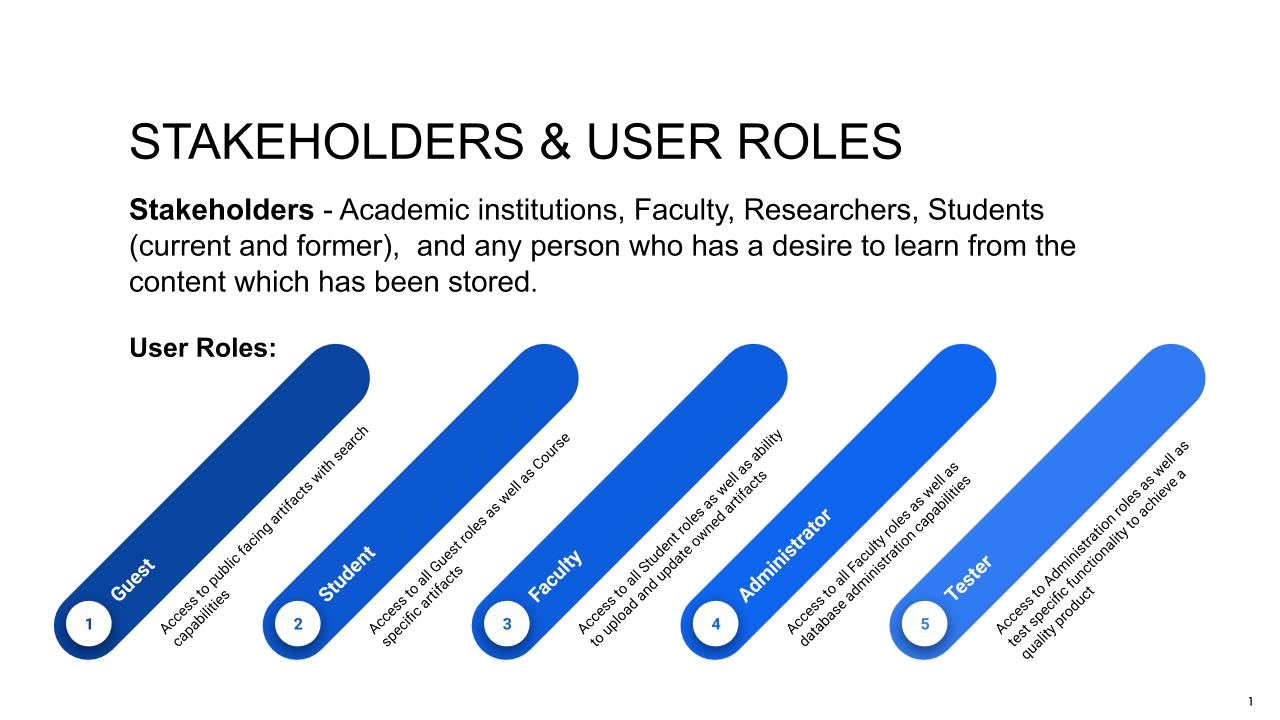 STAKEHOLDERS & USER ROLES
Stakeholders - Academic institutions, Faculty, Researchers, Students
(current and former),  and any person who has a desire to learn from the
content which has been stored.
User Roles:
1
Guest
Access to public facing artifacts with search
capabilities
2
Student
Access to all Guest roles as well as Course
specific artifacts
3
Faculty
Access to all Student roles as well as ability
to upload and update owned artifacts
4
Administrator
Access to all Faculty roles as well as
database administration capabilities
5
Tester
Access to Administration roles as well as
test specific functionality to achieve a
quality product
1